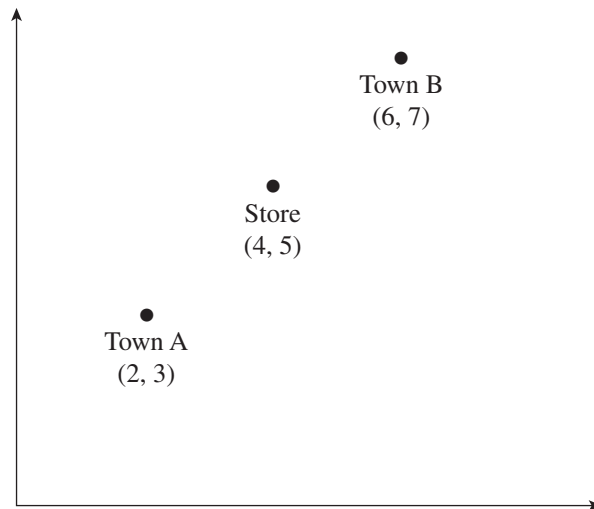 Town B
(6, 7)
Store
(4, 5)
Town A
(2, 3)